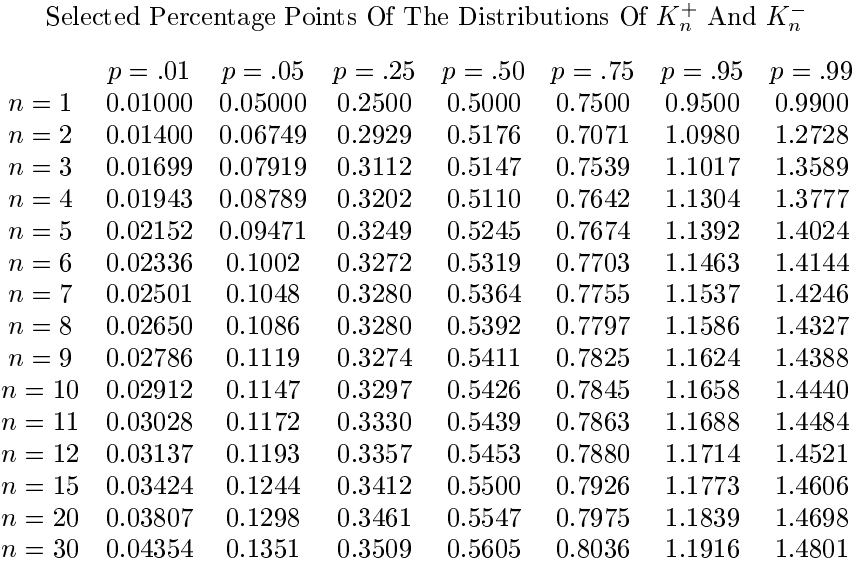 Selected Percentage Points Of The Distributions Of $K_n^+$ And $K_n^-$
p = .01 p = .05 p = .25 p = .50 p = .75 p = .95 p = .99
n = 1 0.01000 0.05000 0.2500 0.5000 0.7500 0.9500 0.9900
n = 2 0.01400 0.06749 0.2929 0.5176 0.7071 1.0980 1.2728
n = 3 0.01699 0.07919 0.3112 0.5147 0.7539 1.1017 1.3589
n = 4 0.01943 0.08789 0.3202 0.5110 0.7642 1.1304 1.3777
n = 5 0.02152 0.09471 0.3249 0.5245 0.7674 1.1392 1.4024
n = 6 0.02336 0.1002 0.3272 0.5319 0.7703 1.1463 1.4144
n = 7 0.02501 0.1048 0.3280 0.5364 0.7755 1.1537 1.4246
n = 8 0.02650 0.1086 0.3280 0.5392 0.7797 1.1586 1.4327
n = 9 0.02786 0.1119 0.3274 0.5411 0.7825 1.1624 1.4388
n = 10 0.02912 0.1147 0.3297 0.5426 0.7845 1.1658 1.4440
n = 11 0.03028 0.1172 0.3330 0.5439 0.7863 1.1688 1.4484
n = 12 0.03137 0.1193 0.3357 0.5453 0.7880 1.1714 1.4521
n = 15 0.03424 0.1244 0.3412 0.5500 0.7926 1.1773 1.4606
n = 20 0.03807 0.1298 0.3461 0.5547 0.7975 1.1839 1.4698
n = 30 0.04354 0.1351 0.3509 0.5605 0.8036 1.1916 1.4801